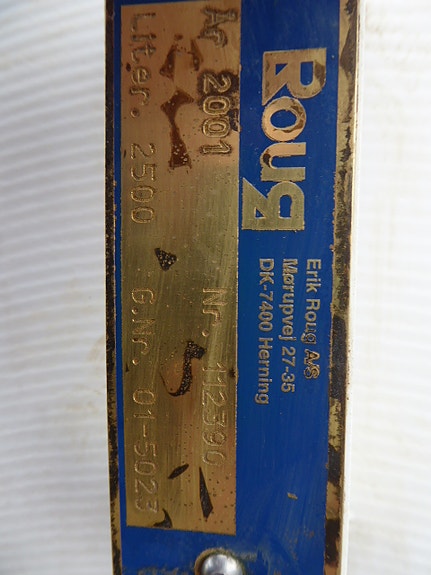 Roug
Erik Roug A/S
Mørupvej 27-35
DK-7400 Herning
År 2001 Nr. 112390
Liter. 2500 G.Nr. 01-5023